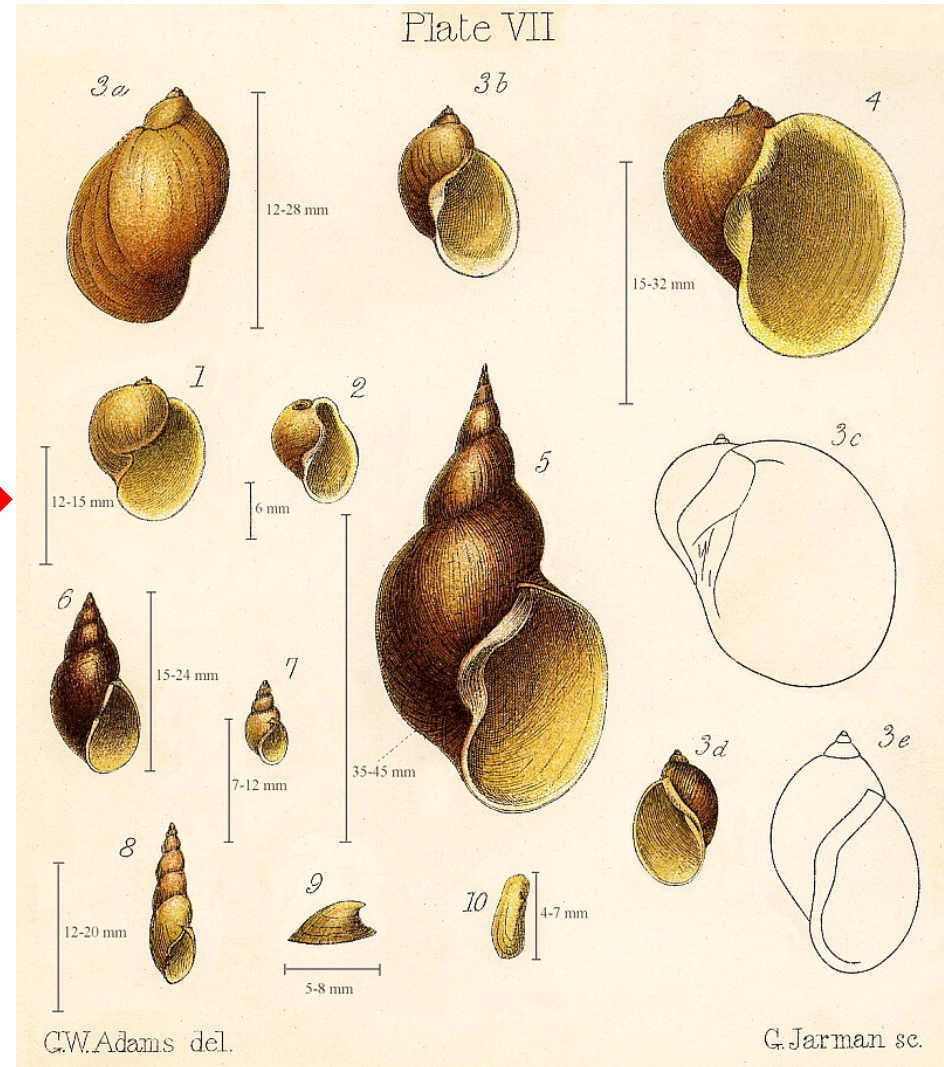 Plate VII
3a
3b
4
12-28 mm
15-32 mm
1
2
5
3c
12-15 mm
6 mm
6
7
15-24 mm
7-12 mm
35-45 mm
3d
3e
8
9
10
12-20 mm
4-7 mm
5-8 mm
G.W.Adams del.
G.Jarman sc.